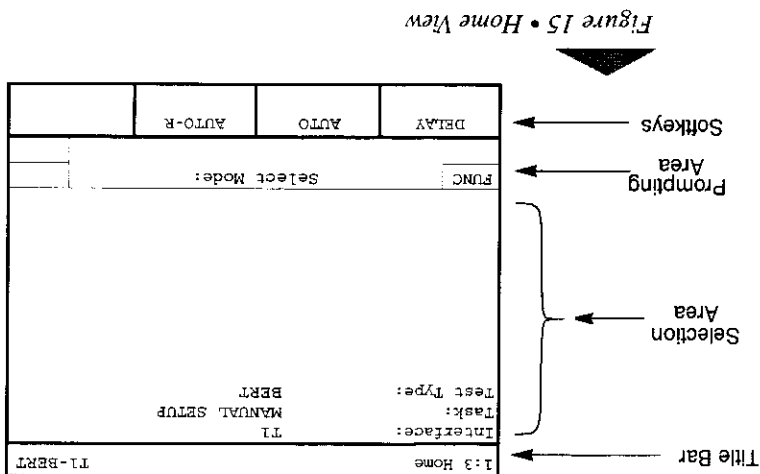 Title Bar
1:3 Home T1-BERT
Interface: T1
Task: MANUAL SETUP
Test Type: BERT
Selection
Area
Prompting
Area
FUNC Select Mode:
Softkeys
DELAY AUTO AUTO-R
Figure 15 • Home View